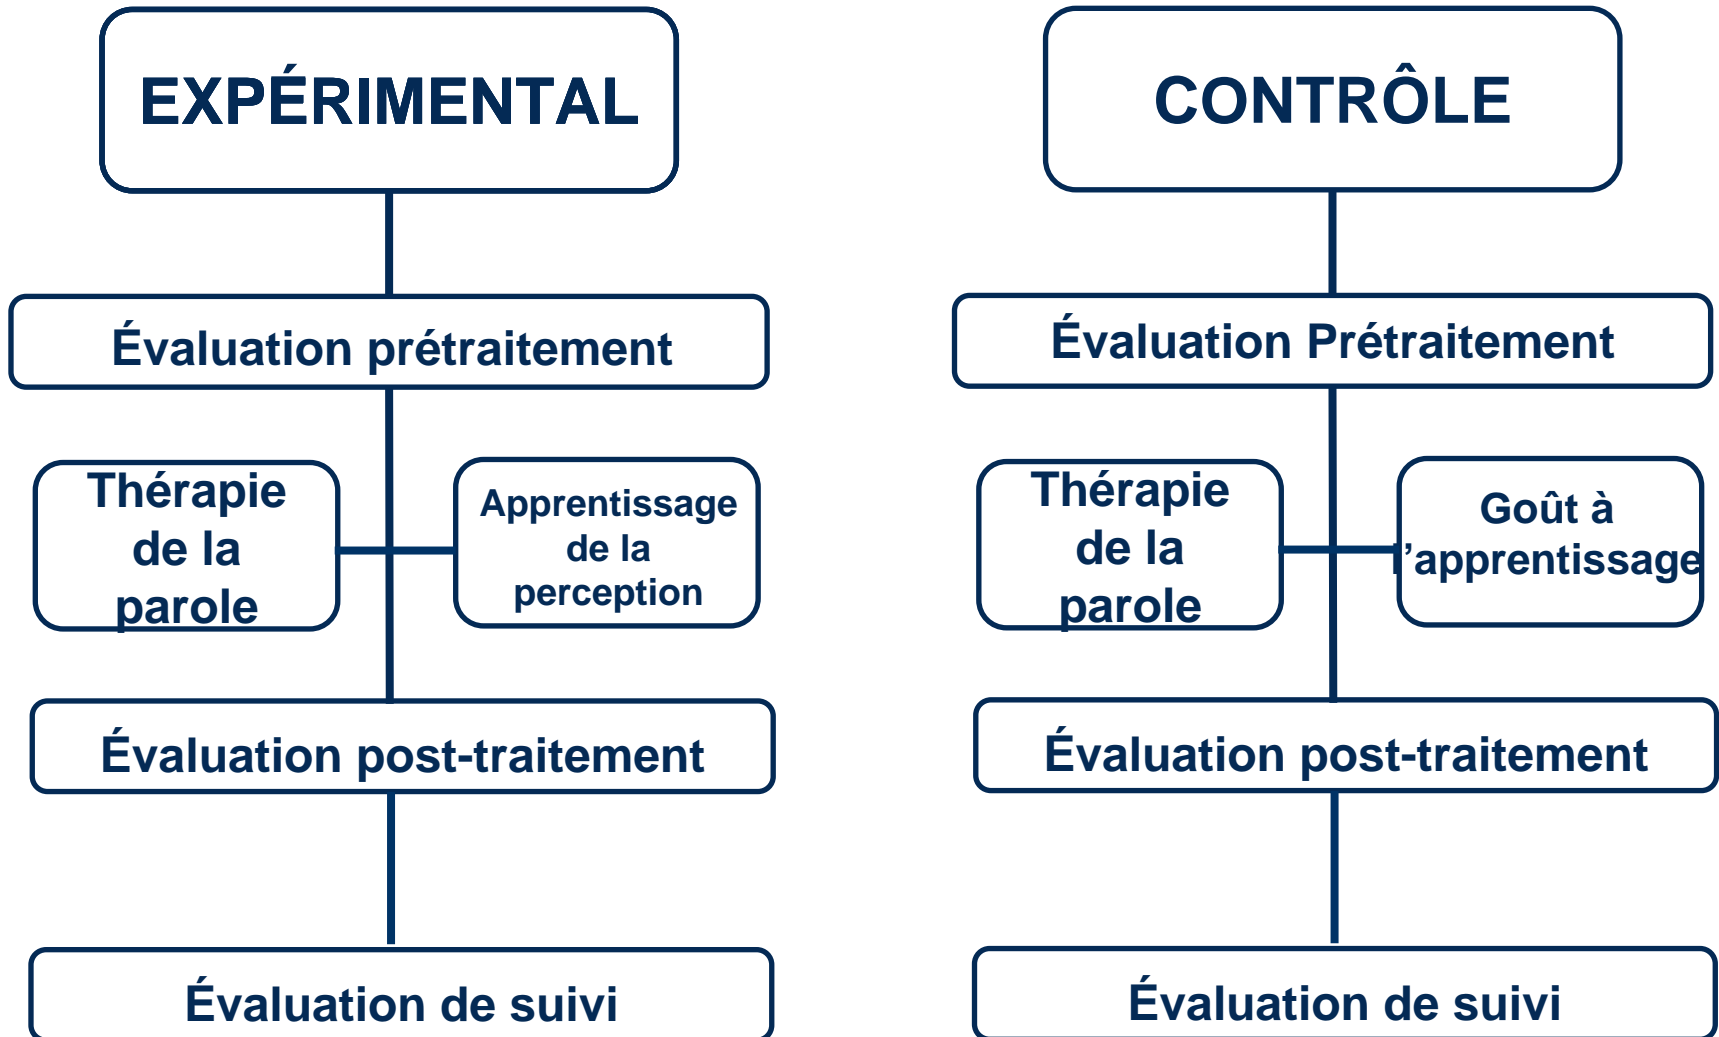 EXPÉRIMENTAL
Évaluation prétraitement
Thérapie
de la
parole
Apprentissage
de la
perception
Évaluation post-traitement
Évaluation de suivi
CONTRÔLE
Évaluation Prétraitement
Thérapie
de la
parole
Goût à
l’apprentissage
Évaluation post-traitement
Évaluation de suivi